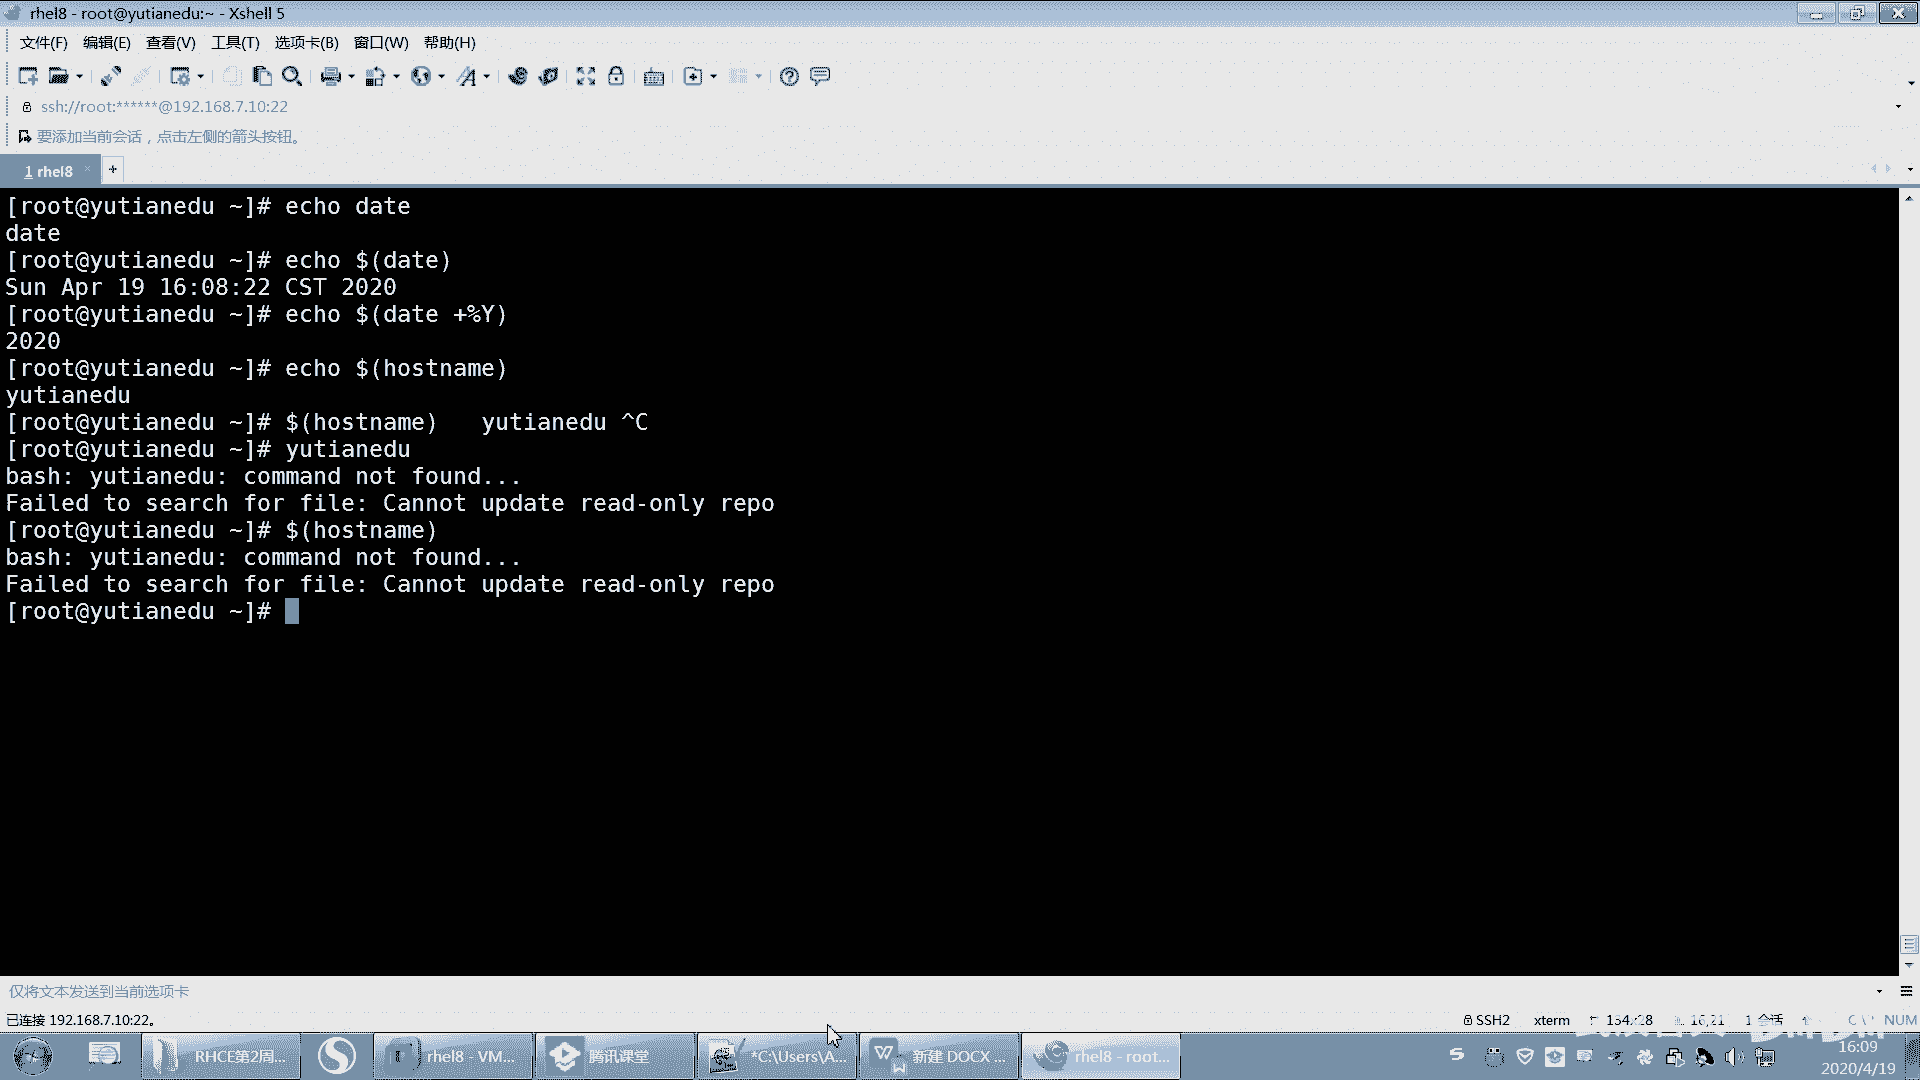 rhel8 - root@yutianedu:~ - Xshell 5
文件(F) 编辑(E) 查看(V) 工具(T) 选项卡(B) 窗口(W) 帮助(H)
ssh://root:******@192.168.7.10:22
要添加当前会话，点击左侧的箭头按钮。
1 rhel8
[root@yutianedu ~]# echo date
date
[root@yutianedu ~]# echo $(date)
Sun Apr 19 16:08:22 CST 2020
[root@yutianedu ~]# echo $(date +%Y)
2020
[root@yutianedu ~]# echo $(hostname)
yutianedu
[root@yutianedu ~]# $(hostname)   yutianedu ^C
[root@yutianedu ~]# yutianedu
bash: yutianedu: command not found...
Failed to search for file: Cannot update read-only repo
[root@yutianedu ~]# $(hostname)
bash: yutianedu: command not found...
Failed to search for file: Cannot update read-only repo
[root@yutianedu ~]#
仅将文本发送到当前选项卡
已连接 192.168.7.10:22。
SSH2 xterm 154x28 16,21 1 会话 NUM
RHCE第2周... rhel8 - VM... 腾讯课堂 *C:\Users\A... 新建 DOCX ... rhel8 - root...
16:09
2020/4/19